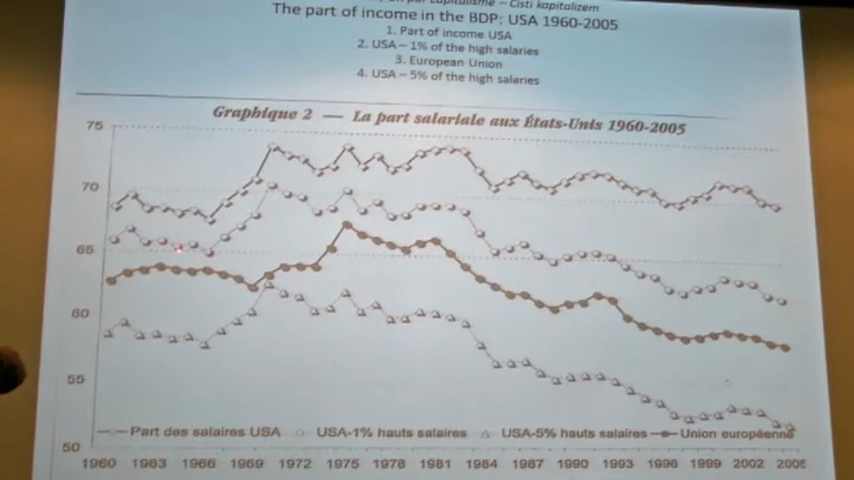 capitalisme – Čisti kapitalizem
The part of income in the BDP: USA 1960-2005
1. Part of income USA
2. USA – 1% of the high salaries
3. European Union
4. USA – 5% of the high salaries
Graphique 2 — La part salariale aux États-Unis 1960-2005
75
70
65
60
55
50
Part des salaires USA USA-1% hauts salaires USA-5% hauts salaires Union européenne
1960 1963 1966 1969 1972 1975 1978 1981 1984 1987 1990 1993 1996 1999 2002 2005